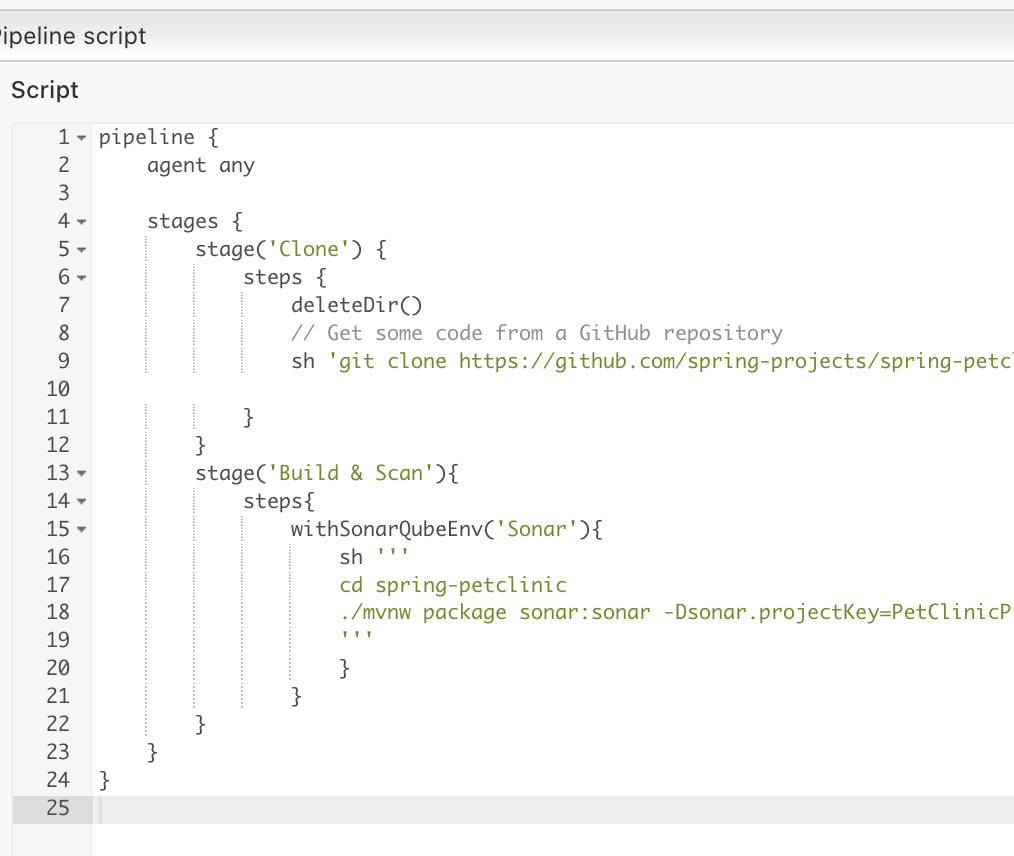 ipeline script
Script
1 pipeline {
2     agent any
3
4     stages {
5         stage('Clone') {
6             steps {
7                 deleteDir()
8                 // Get some code from a GitHub repository
9                 sh 'git clone https://github.com/spring-projects/spring-petcl
10
11             }
12         }
13         stage('Build & Scan'){
14             steps{
15                 withSonarQubeEnv('Sonar'){
16                     sh '''
17                     cd spring-petclinic
18                     ./mvnw package sonar:sonar -Dsonar.projectKey=PetClinicP
19                     '''
20                     }
21                 }
22         }
23     }
24 }
25